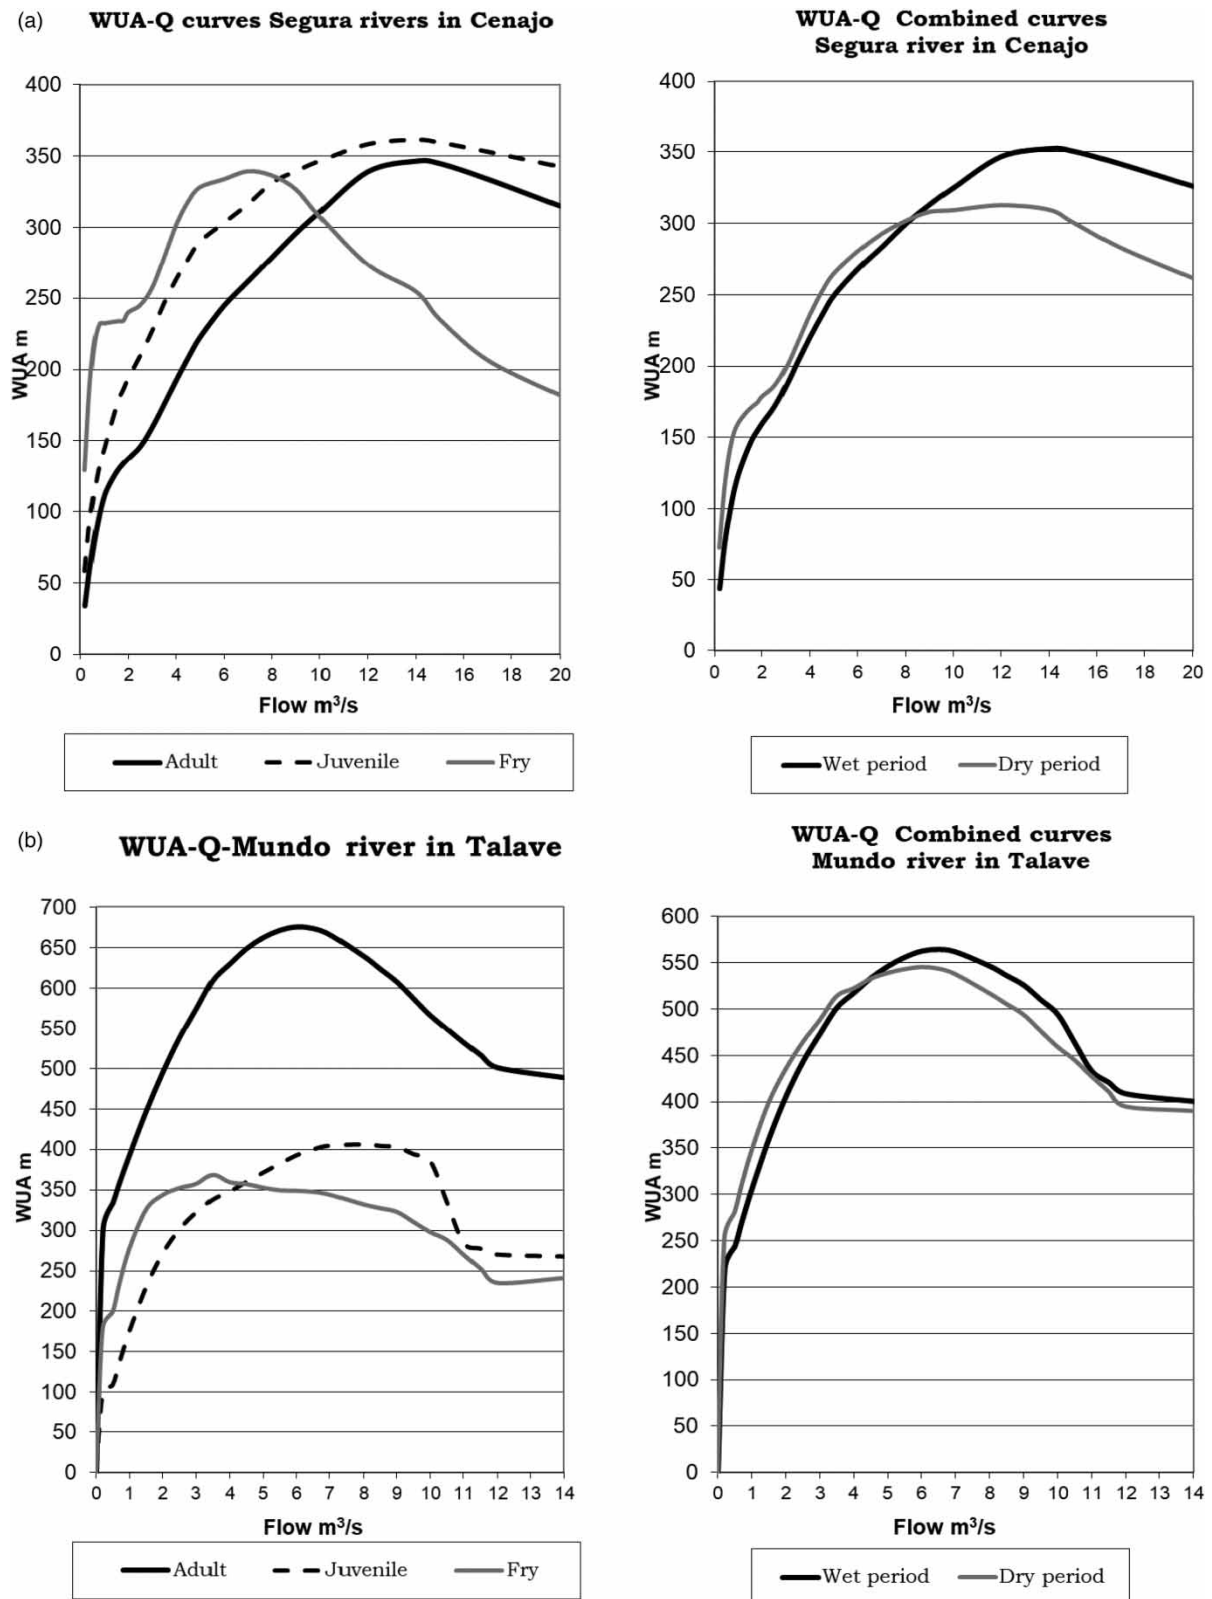 (a)
WUA-Q curves Segura rivers in Cenajo
400
350
300
250
200
150
100
50
0
WUA m
0 2 4 6 8 10 12 14 16 18 20
Flow m³/s
Adult Juvenile Fry
WUA-Q Combined curves
Segura river in Cenajo
400
350
300
250
200
150
100
50
0
WUA m
0 2 4 6 8 10 12 14 16 18 20
Flow m³/s
Wet period Dry period
(b)
WUA-Q-Mundo river in Talave
700
650
600
550
500
450
400
350
300
250
200
150
100
50
0
WUA m
0 1 2 3 4 5 6 7 8 9 10 11 12 13 14
Flow m³/s
Adult Juvenile Fry
WUA-Q Combined curves
Mundo river in Talave
600
550
500
450
400
350
300
250
200
150
100
50
0
WUA m
0 1 2 3 4 5 6 7 8 9 10 11 12 13 14
Flow m³/s
Wet period Dry period